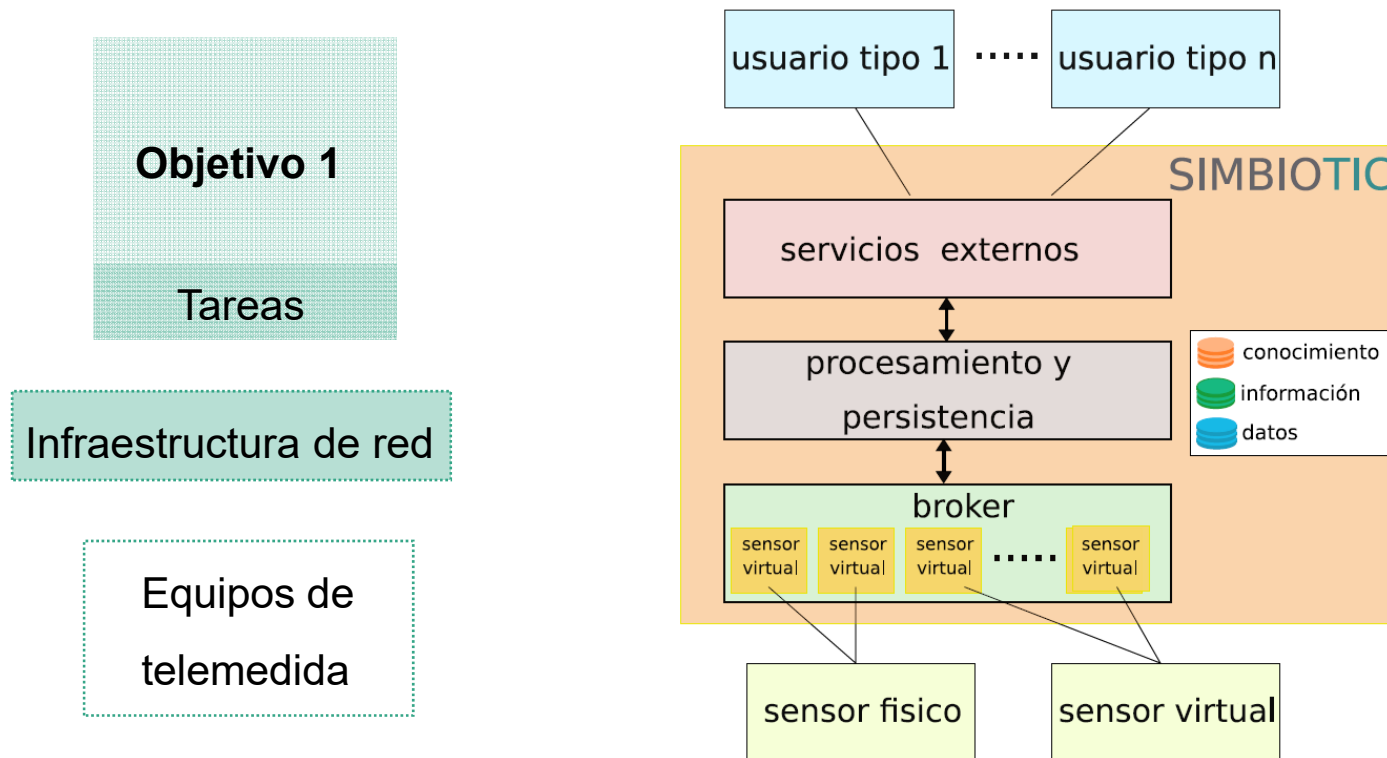 Objetivo 1
Tareas
Infraestructura de red
Equipos de
telemedida
usuario tipo 1 ····· usuario tipo n
SIMBIOTIC
servicios externos
procesamiento y
persistencia
conocimiento
información
datos
broker
sensor
virtual
sensor
virtual
sensor
virtual
·····
sensor
virtual
sensor fisico
sensor virtual